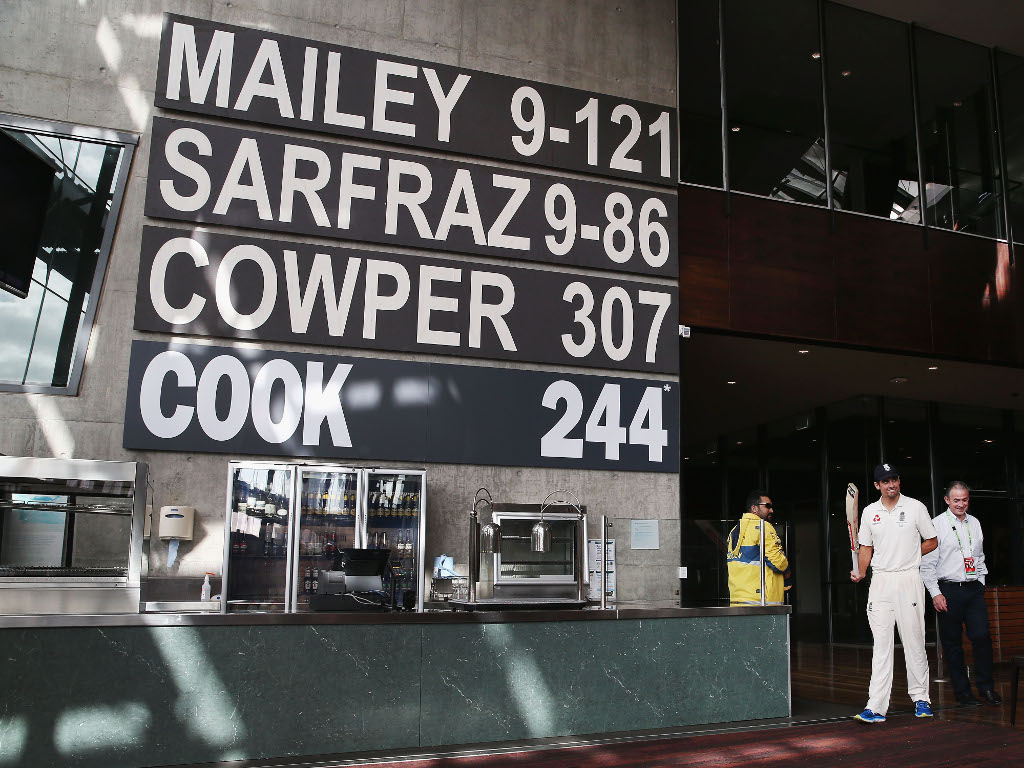 MAILEY 9-121
SARFRAZ 9-86
COWPER 307
COOK 244*